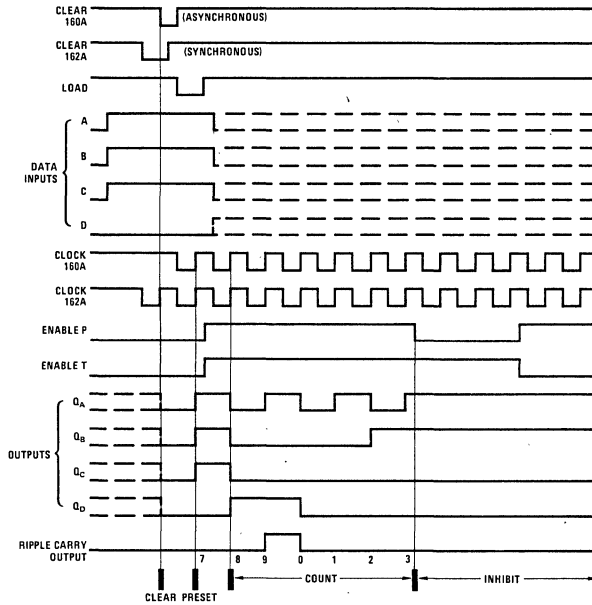 CLEAR
160A
(ASYNCHRONOUS)
CLEAR
162A
(SYNCHRONOUS)
LOAD
DATA
INPUTS
A
B
C
D
CLOCK
160A
CLOCK
162A
ENABLE P
ENABLE T
OUTPUTS
QA
QB
QC
QD
RIPPLE CARRY
OUTPUT
7 8 9 0 1 2 3
COUNT
INHIBIT
CLEAR PRESET